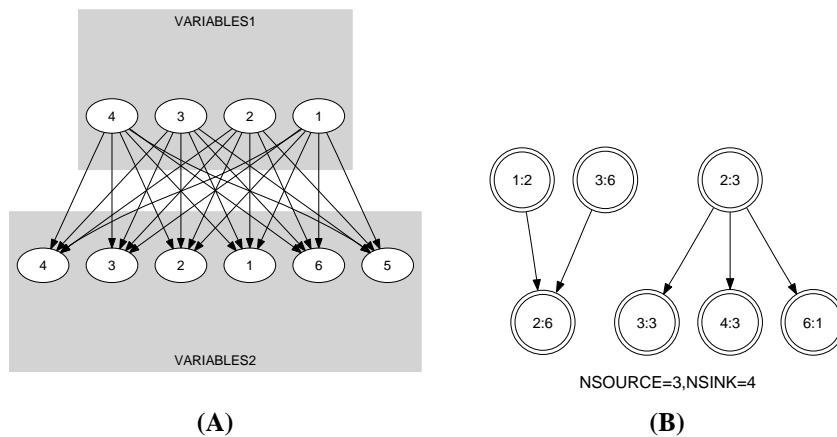 VARIABLES1
4 3 2 1
4 3 2 1 6 5
VARIABLES2
1:2 3:6 2:3
2:6 3:3 4:3 6:1
NSOURCE=3,NSINK=4
(A) (B)